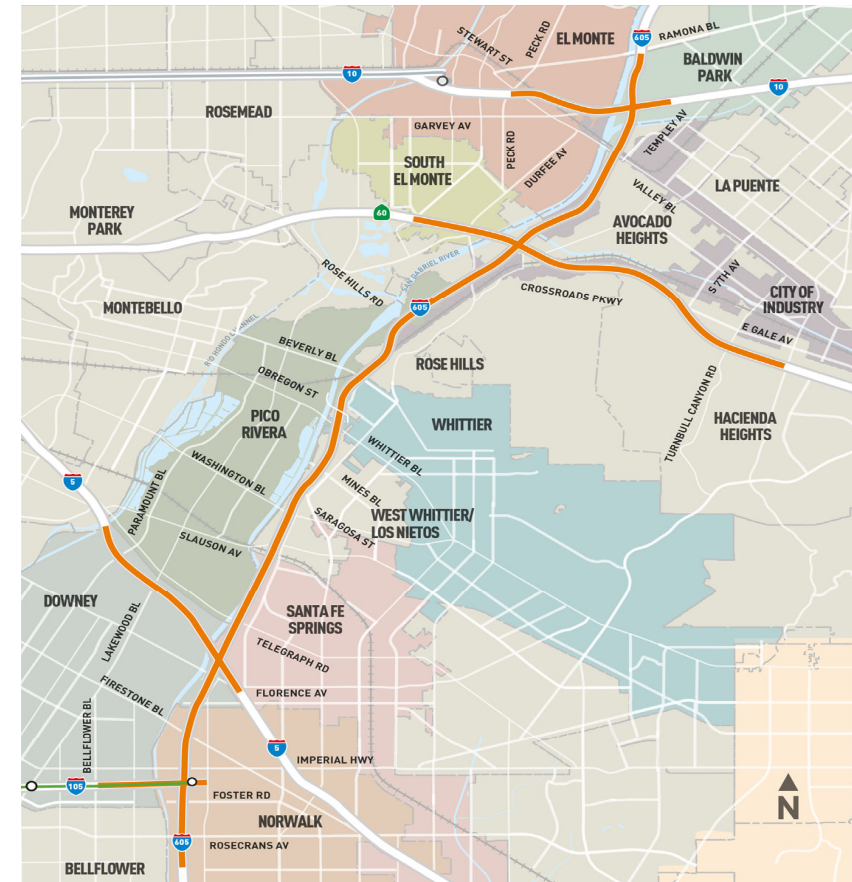 STEWART ST
PECK RD
EL MONTE
605
RAMONA BL
BALDWIN
PARK
10
10
ROSEMEAD
GARVEY AV
PECK RD
DURFEE AV
TEMPLEY AV
SOUTH
EL MONTE
VALLEY BL
LA PUENTE
60
MONTEREY
PARK
AVOCADO
HEIGHTS
ROSE HILLS RD
SAN GABRIEL RIVER
S 7TH AV
CROSSROADS PKWY
CITY OF
INDUSTRY
MONTEBELLO
605
E GALE AV
RIO HONDO CHANNEL
BEVERLY BL
ROSE HILLS
OBREGON ST
TURNBULL CANYON RD
PICO
RIVERA
WHITTIER
HACIENDA
HEIGHTS
WHITTIER BL
WASHINGTON BL
5
PARAMOUNT BL
MINES BL
WEST WHITTIER/
LOS NIETOS
SARAGOSA ST
SLAUSON AV
DOWNEY
LAKEWOOD BL
SANTA FE
SPRINGS
TELEGRAPH RD
FIRESTONE BL
FLORENCE AV
BELLFLOWER BL
5
IMPERIAL HWY
105
FOSTER RD
N
NORWALK
605
ROSECRANS AV
BELLFLOWER